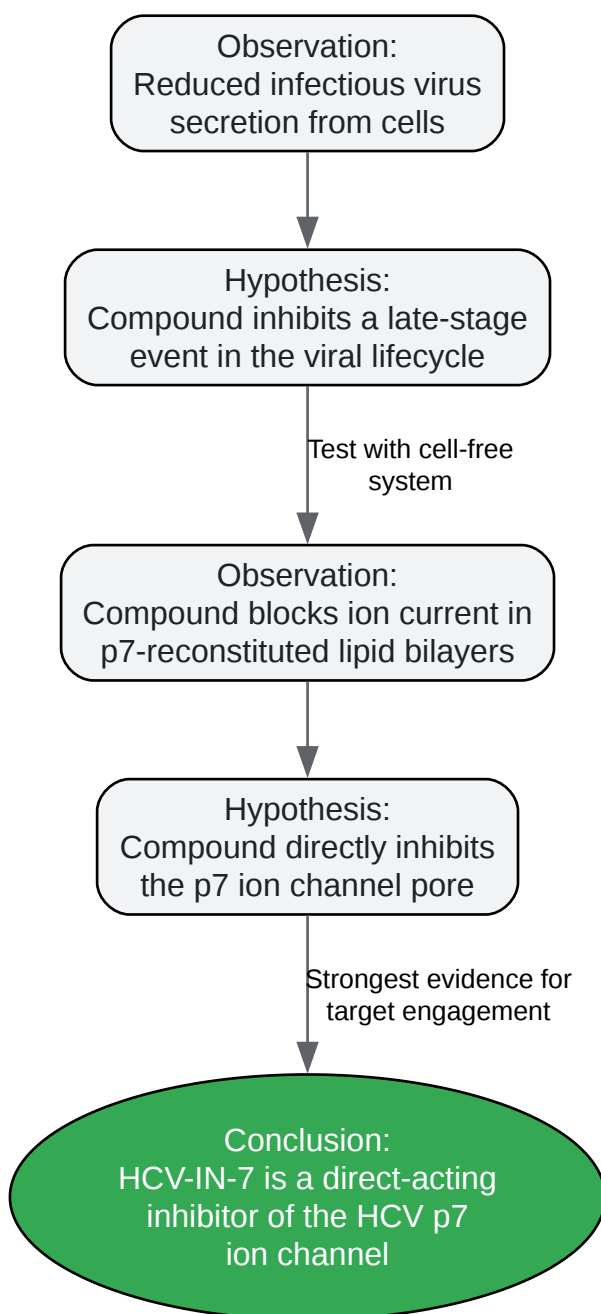 Observation:
Reduced infectious virus
secretion from cells
Hypothesis:
Compound inhibits a late-stage
event in the viral lifecycle
Test with cell-free
system
Observation:
Compound blocks ion current in
p7-reconstituted lipid bilayers
Hypothesis:
Compound directly inhibits
the p7 ion channel pore
Strongest evidence for
target engagement
Conclusion:
HCV-IN-7 is a direct-acting
inhibitor of the HCV p7
ion channel